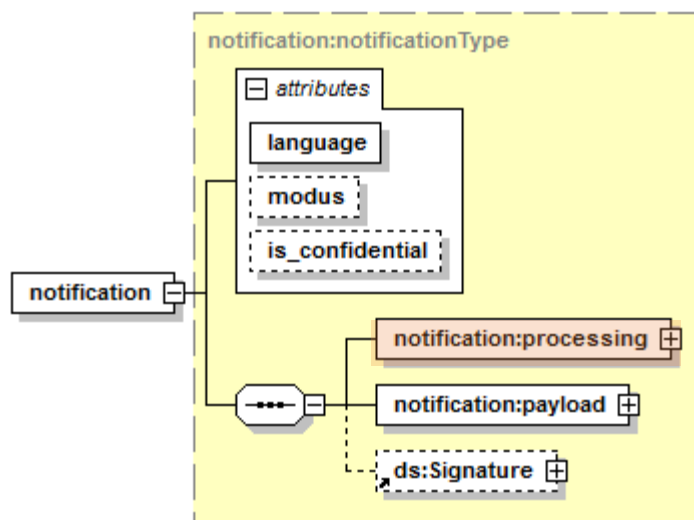 notification:notificationType
attributes
language
modus
is_confidential
notification
notification:processing
notification:payload
ds:Signature